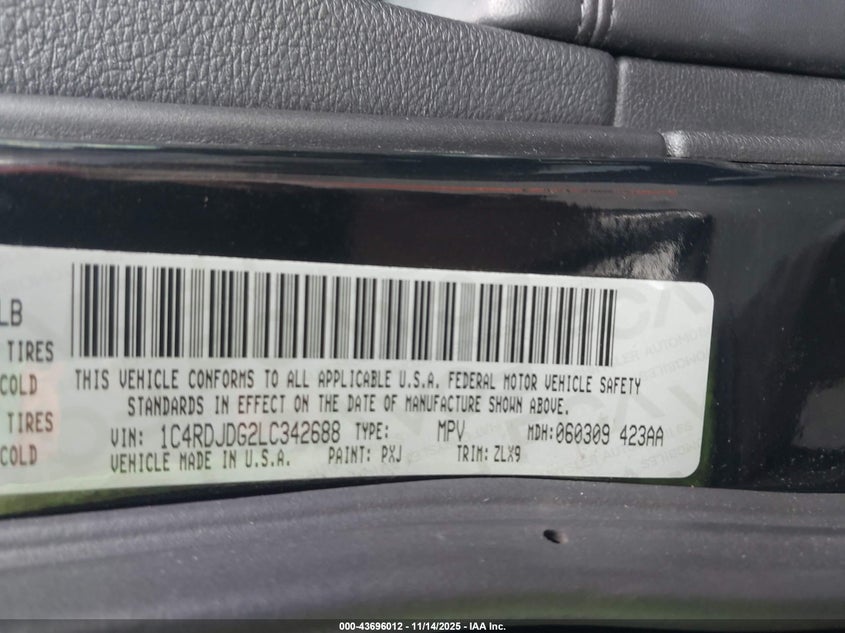 LB
TIRES
COLD
TIRES
COLD
THIS VEHICLE CONFORMS TO ALL APPLICABLE U.S.A. FEDERAL MOTOR VEHICLE SAFETY
STANDARDS IN EFFECT ON THE DATE OF MANUFACTURE SHOWN ABOVE.
VIN: 1C4RDJDG2LC342688 TYPE: MPV MDH:060309 423AA
VEHICLE MADE IN U.S.A. PAINT: PXJ TRIM: ZLX9
000-43696012 - 11/14/2025 - IAA Inc.